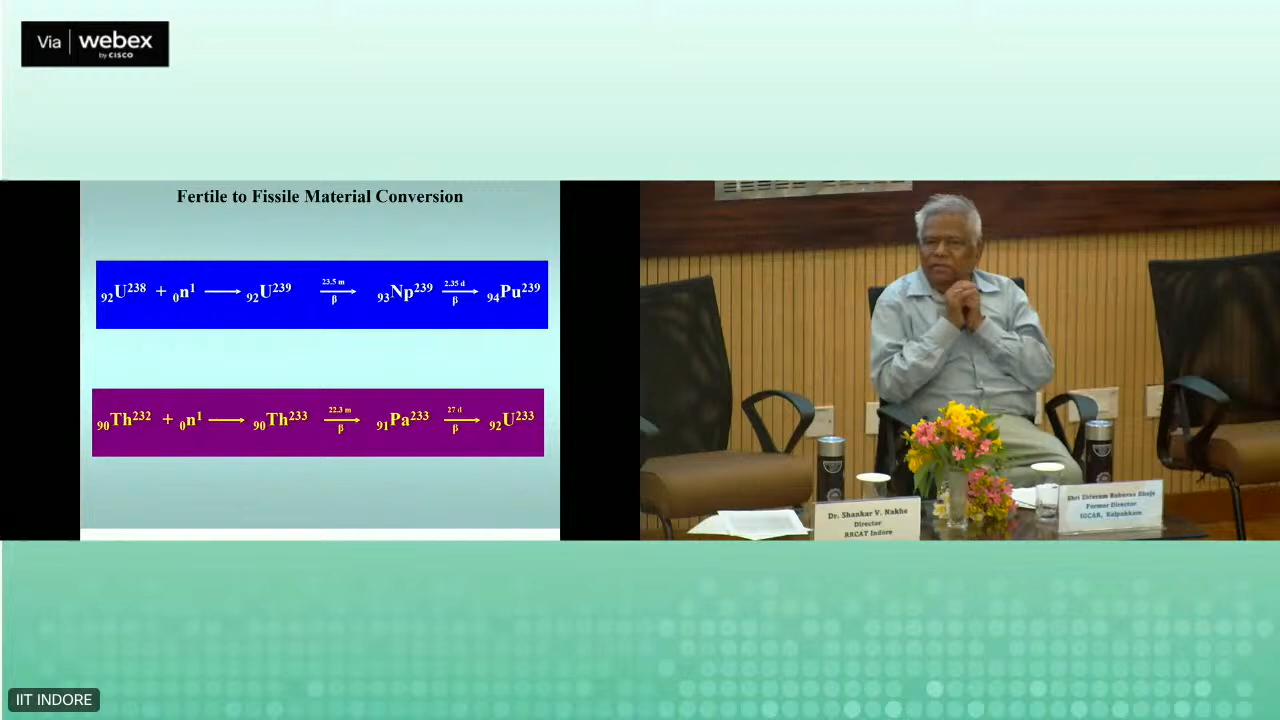 Via webex
by CISCO
Fertile to Fissile Material Conversion
₉₂U²³⁸ + ₀n¹ ⟶ ₉₂U²³⁹ 23.5 m β ⟶ ₉₃Np²³⁹ 2.35 d β ⟶ ₉₄Pu²³⁹
₉₀Th²³² + ₀n¹ ⟶ ₉₀Th²³³ 22.3 m β ⟶ ₉₁Pa²³³ 27 d β ⟶ ₉₂U²³³
Dr. Shankar V. Nakhe
Director
RRCAT Indore
Shri
Former Director
IGCAR, Kalpakkam
IIT INDORE